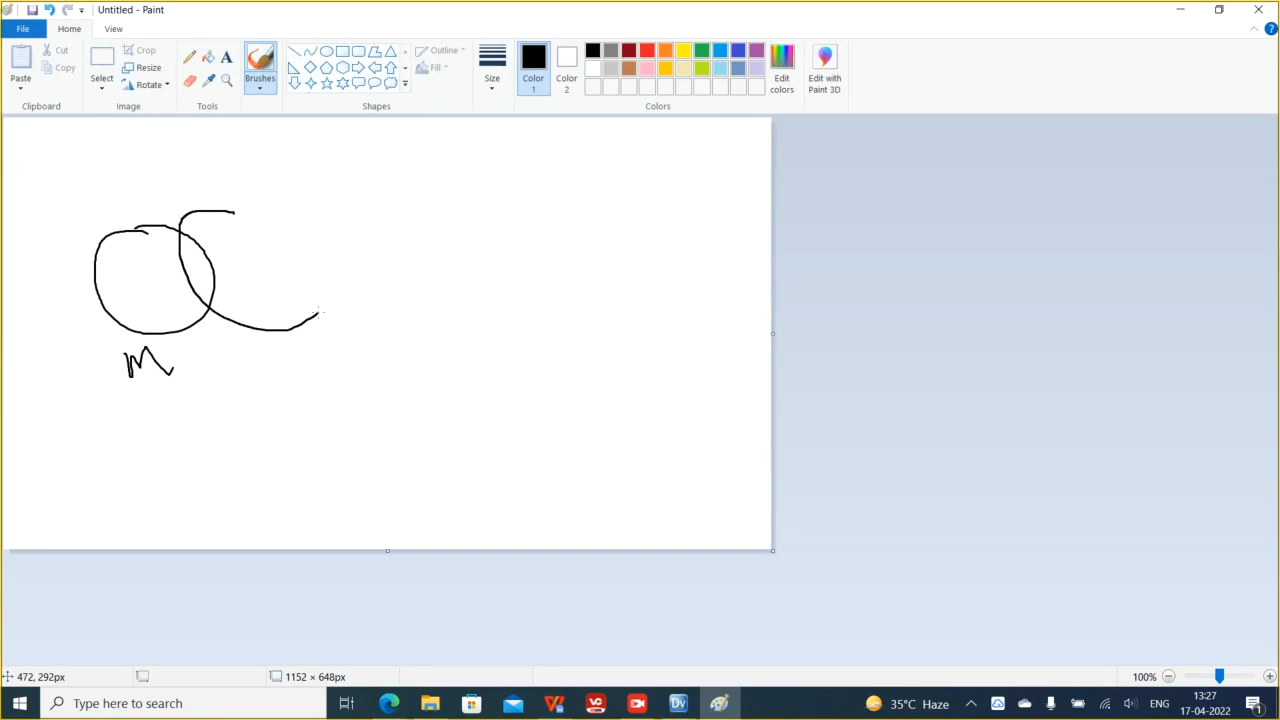 Untitled - Paint
File Home View
Paste
Cut
Copy
Clipboard
Select
Crop
Resize
Rotate
Image
Tools
Brushes
Shapes
Outline
Fill
Size
Color 1
Color 2
Colors
Edit colors
Edit with Paint 3D
M
472, 292px
1152 × 648px
100%
Type here to search
35°C Haze
ENG
13:27
17-04-2022
1